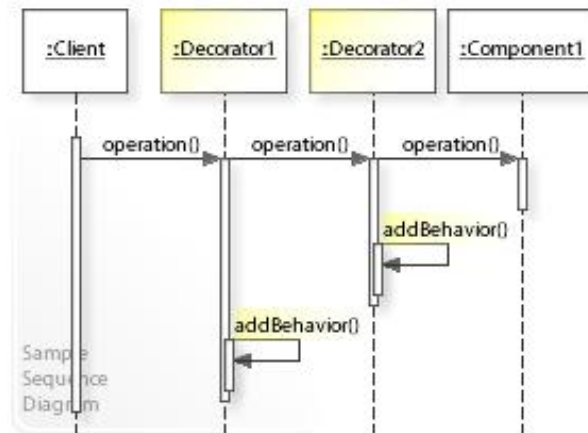 :Client :Decorator1 :Decorator2 :Component1
operation() operation() operation()
addBehavior()
addBehavior()
Sample
Sequence
Diagram